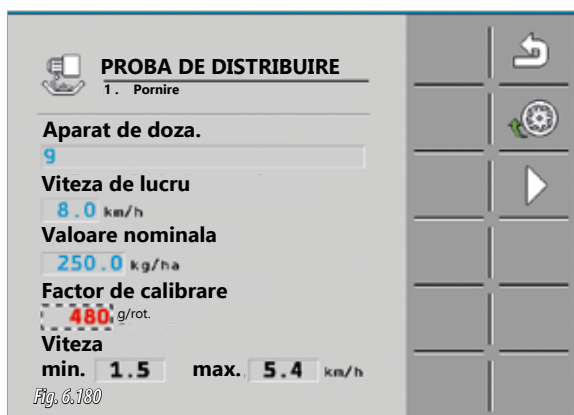 PROBA DE DISTRIBUIRE
1. Pornire
Aparat de doza.
g
Viteza de lucru
8.0 km/h
Valoare nominala
250.0 kg/ha
Factor de calibrare
480 g/rot.
Viteza
min. 1.5 max. 5.4 km/h
Fig. 6.180